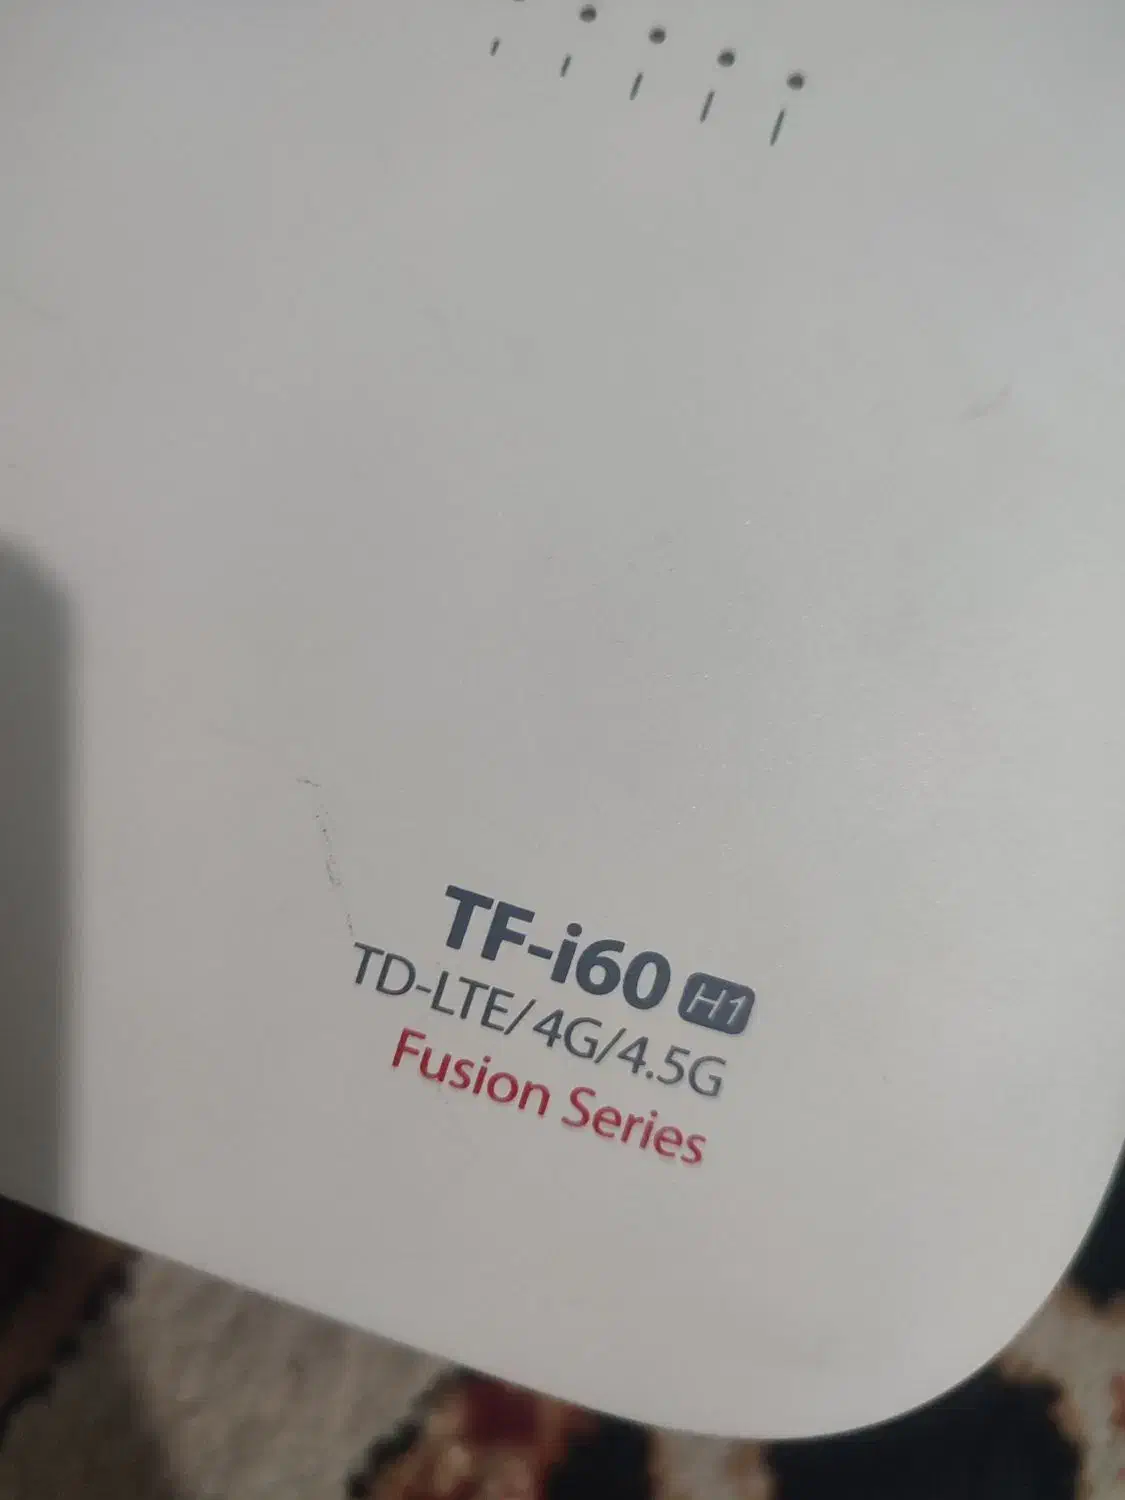 TF-i60 H1
TD-LTE/4G/4.5G
Fusion Series